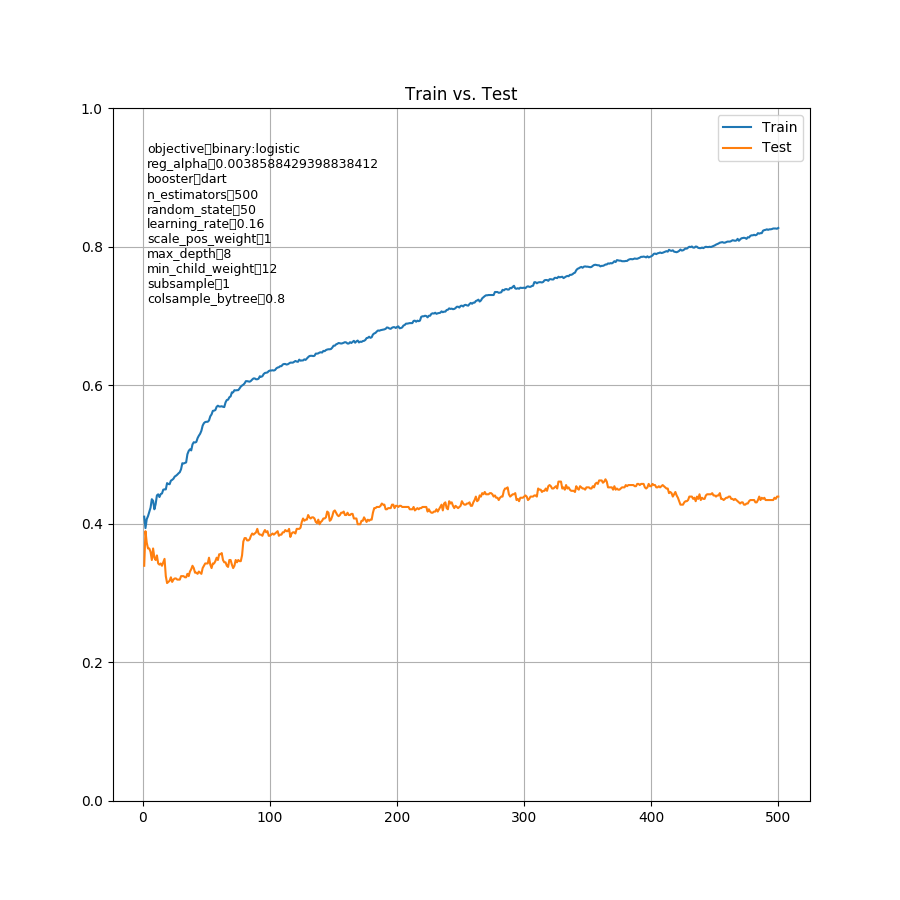 Train vs. Test
1.0
0.8
0.6
0.4
0.2
0.0
objective▯binary:logistic
reg_alpha▯0.0038588429398838412
booster▯dart
n_estimators▯500
random_state▯50
learning_rate▯0.16
scale_pos_weight▯1
max_depth▯8
min_child_weight▯12
subsample▯1
colsample_bytree▯0.8
Train
Test
0
100
200
300
400
500